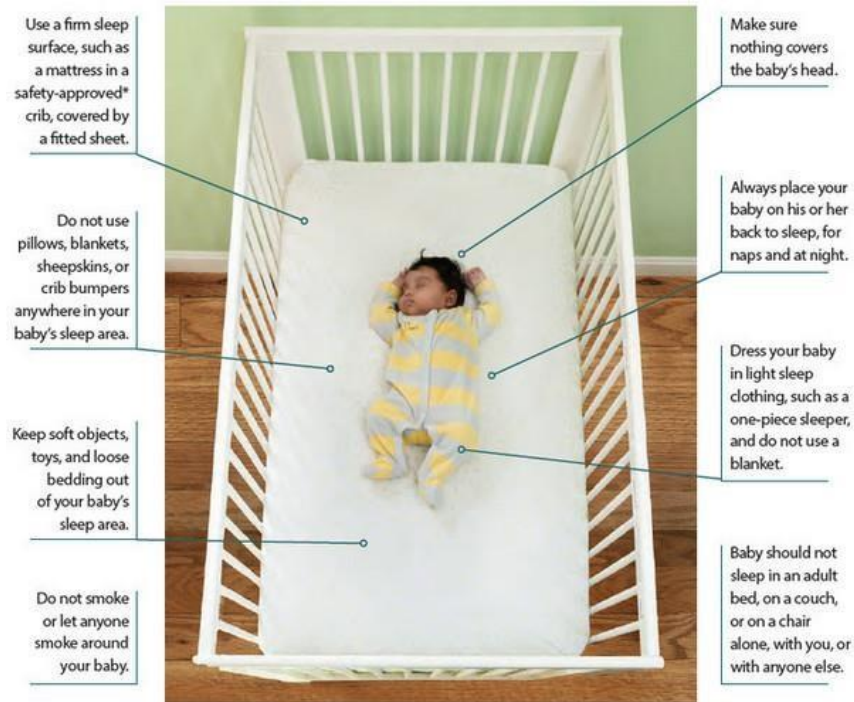 Use a firm sleep
surface, such as
a mattress in a
safety-approved*
crib, covered by
a fitted sheet.
Do not use
pillows, blankets,
sheepskins, or
crib bumpers
anywhere in your
baby's sleep area.
Keep soft objects,
toys, and loose
bedding out
of your baby's
sleep area.
Do not smoke
or let anyone
smoke around
your baby.
Make sure
nothing covers
the baby's head.
Always place your
baby on his or her
back to sleep, for
naps and at night.
Dress your baby
in light sleep
clothing, such as a
one-piece sleeper,
and do not use a
blanket.
Baby should not
sleep in an adult
bed, on a couch,
or on a chair
alone, with you, or
with anyone else.